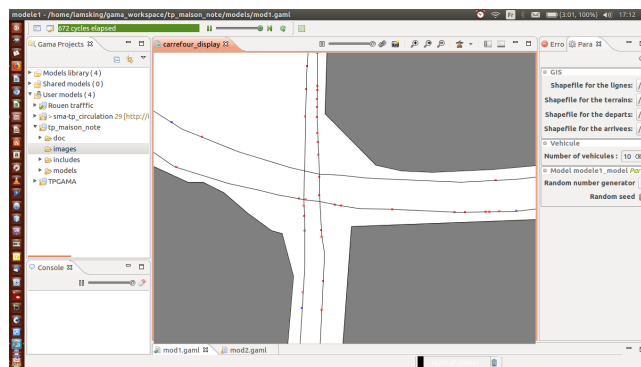 modele1 - /home/lamsking/gama_workspace/tp_maison_note/models/mod1.gaml
Fr
(3:01, 100%)
17:12
672 cycles elapsed
Gama Projects
Models library (4)
Shared models (0)
User models (4)
Rouen trafffic
> sma-tp_circulation 29 [http://
tp_maison_note
doc
images
includes
models
TPGAMA
Console
carrefour_display
mod1.gaml
mod2.gaml
Erro
Para
GIS
Shapefile for the lignes:
Shapefile for the terrains:
Shapefile for the departs:
Shapefile for the arrivees:
Vehicule
Number of vehicules : 10
Model modele1_model
Random number generator
Random seed